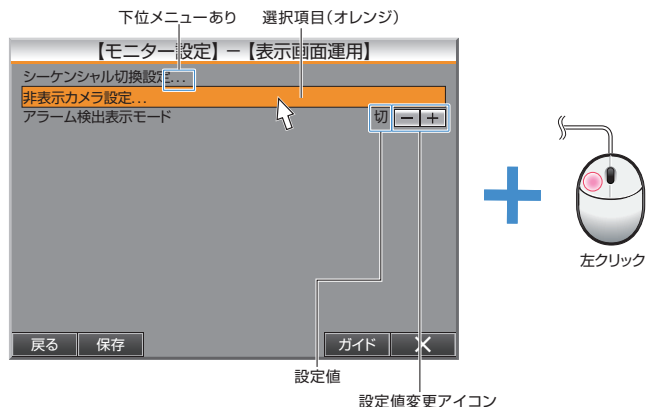 下位メニューあり 選択項目（オレンジ）
【モニター設定】－【表示画面運用】
シーケンシャル切換設定...
非表示カメラ設定...
アラーム検出表示モード 切 － ＋
左クリック
戻る 保存 ガイド ✕
設定値
設定値変更アイコン